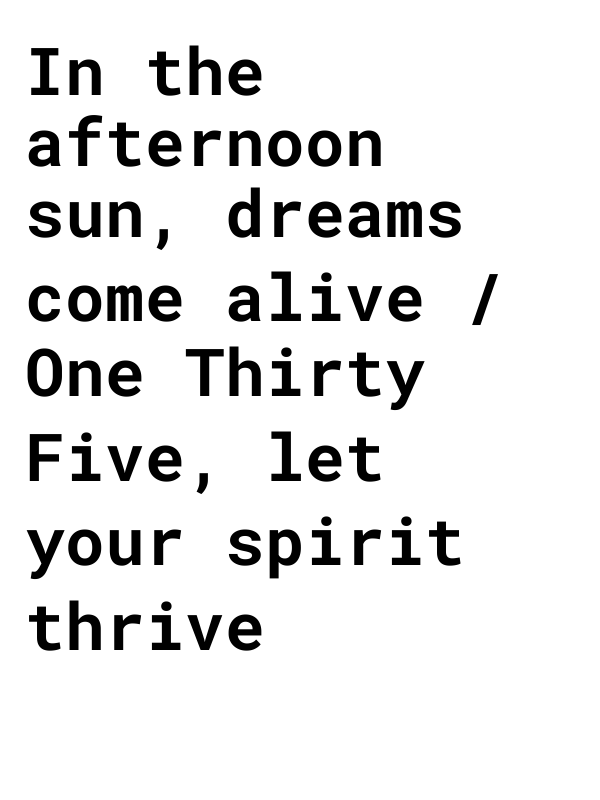 In the
afternoon
sun, dreams
come alive /
One Thirty
Five, let
your spirit
thrive